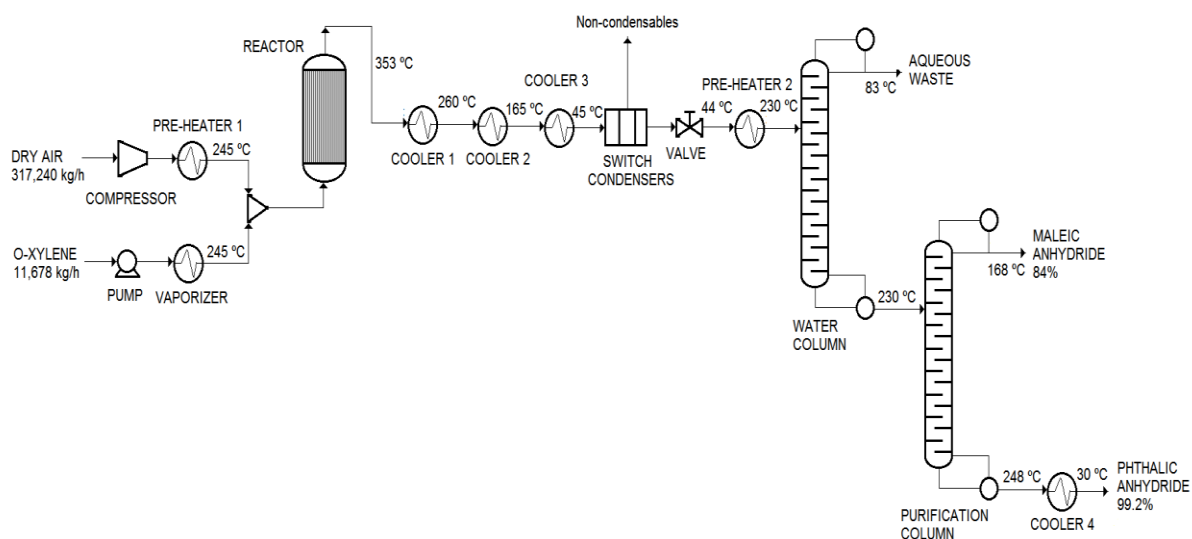 Non-condensables
REACTOR
353 ºC
COOLER 3
PRE-HEATER 2
AQUEOUS
WASTE
83 ºC
260 ºC
165 ºC
45 ºC
44 ºC
230 ºC
PRE-HEATER 1
COOLER 1
COOLER 2
SWITCH
CONDENSERS
VALVE
DRY AIR
317,240 kg/h
245 ºC
COMPRESSOR
O-XYLENE
11,678 kg/h
245 ºC
PUMP
VAPORIZER
MALEIC
ANHYDRIDE
84%
168 ºC
230 ºC
WATER
COLUMN
PHTHALIC
ANHYDRIDE
99.2%
248 ºC
30 ºC
PURIFICATION
COLUMN
COOLER 4